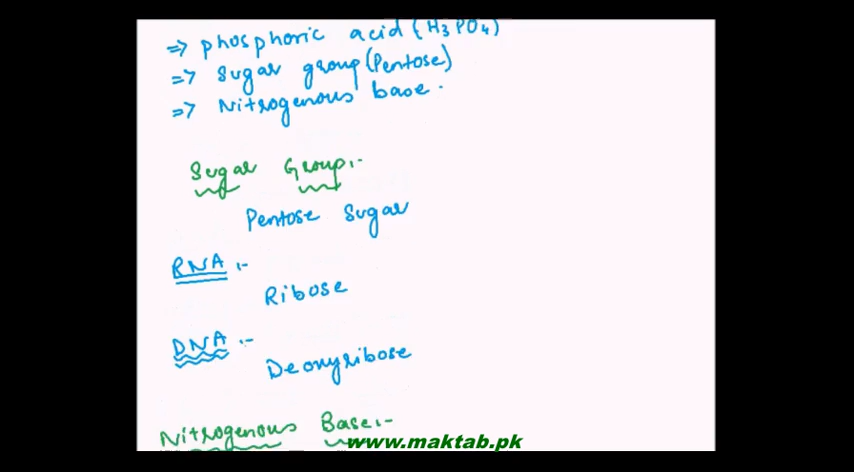 => phosphoric acid (H3PO4)
=> Sugar group (Pentose)
=> Nitrogenous base.
Sugar Group:-
Pentose Sugar
RNA :-
Ribose
DNA :-
Deoxyribose
Nitrogenous Base:-
www.maktab.pk